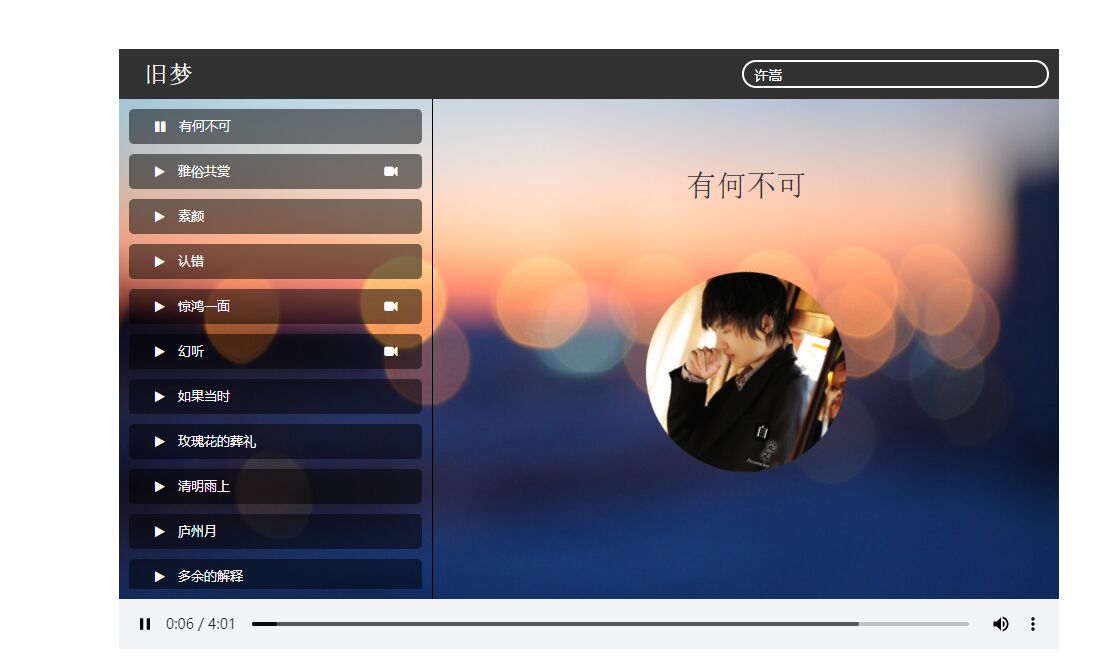 旧梦
许嵩
有何不可
雅俗共赏
素颜
认错
惊鸿一面
幻听
如果当时
玫瑰花的葬礼
清明雨上
庐州月
多余的解释
有何不可
自
0:06 / 4:01